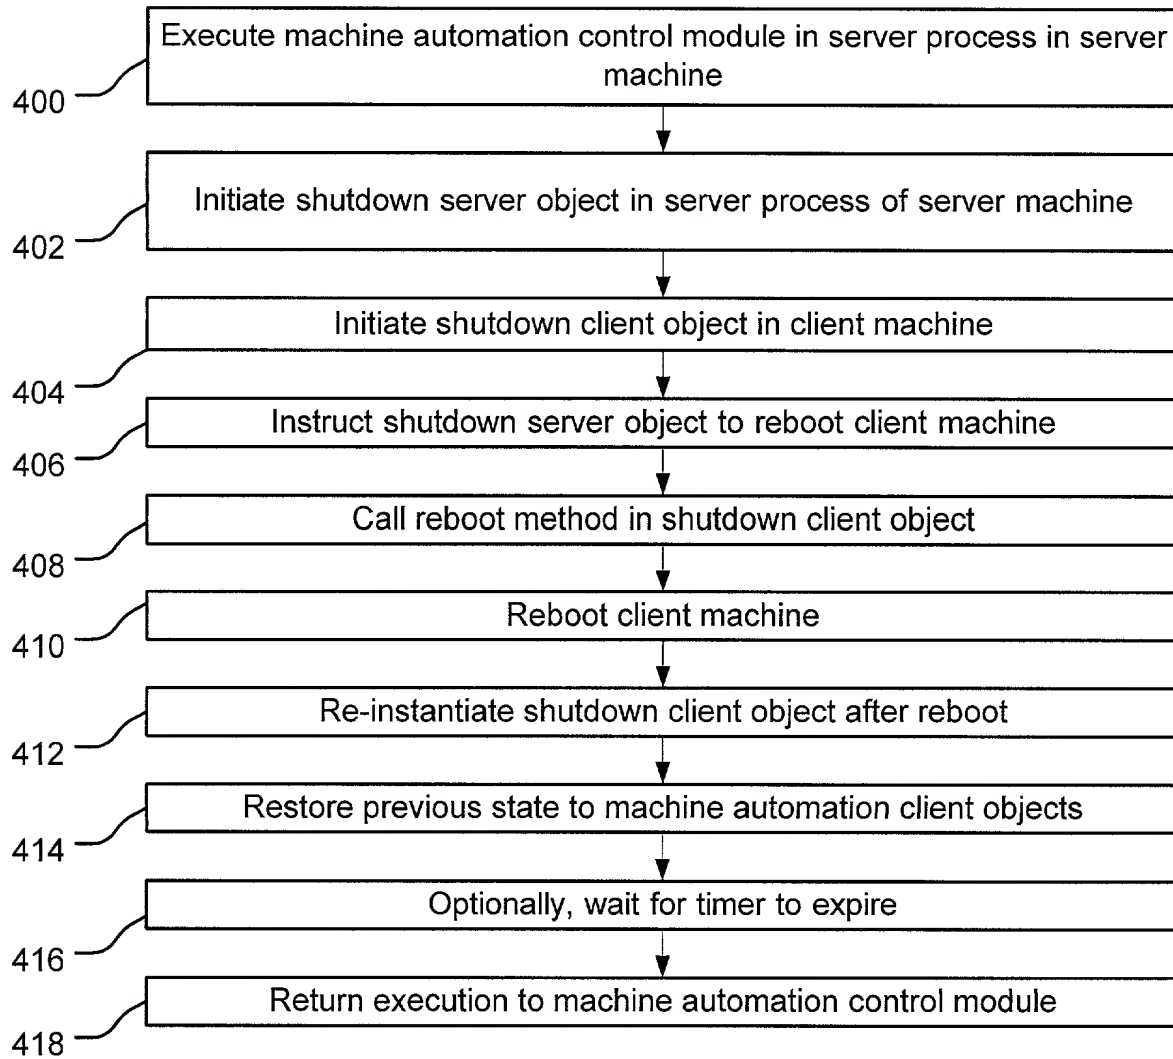 Execute machine automation control module in server process in server
machine
400
Initiate shutdown server object in server process of server machine
402
Initiate shutdown client object in client machine
404
Instruct shutdown server object to reboot client machine
406
Call reboot method in shutdown client object
408
Reboot client machine
410
Re-instantiate shutdown client object after reboot
412
Restore previous state to machine automation client objects
414
Optionally, wait for timer to expire
416
Return execution to machine automation control module
418